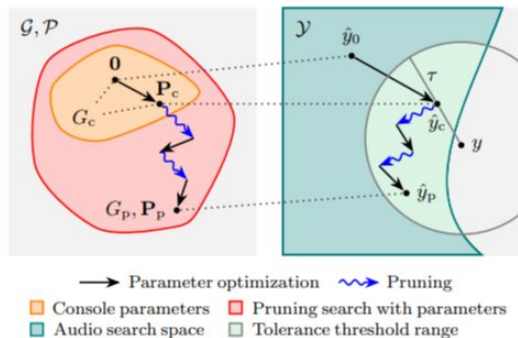 𝒢, 𝒫
𝒴
0
ŷ₀
P_c
τ
G_c
ŷ_c
y
G_p, P_p
ŷ_p
Parameter optimization
Pruning
Console parameters
Pruning search with parameters
Audio search space
Tolerance threshold range